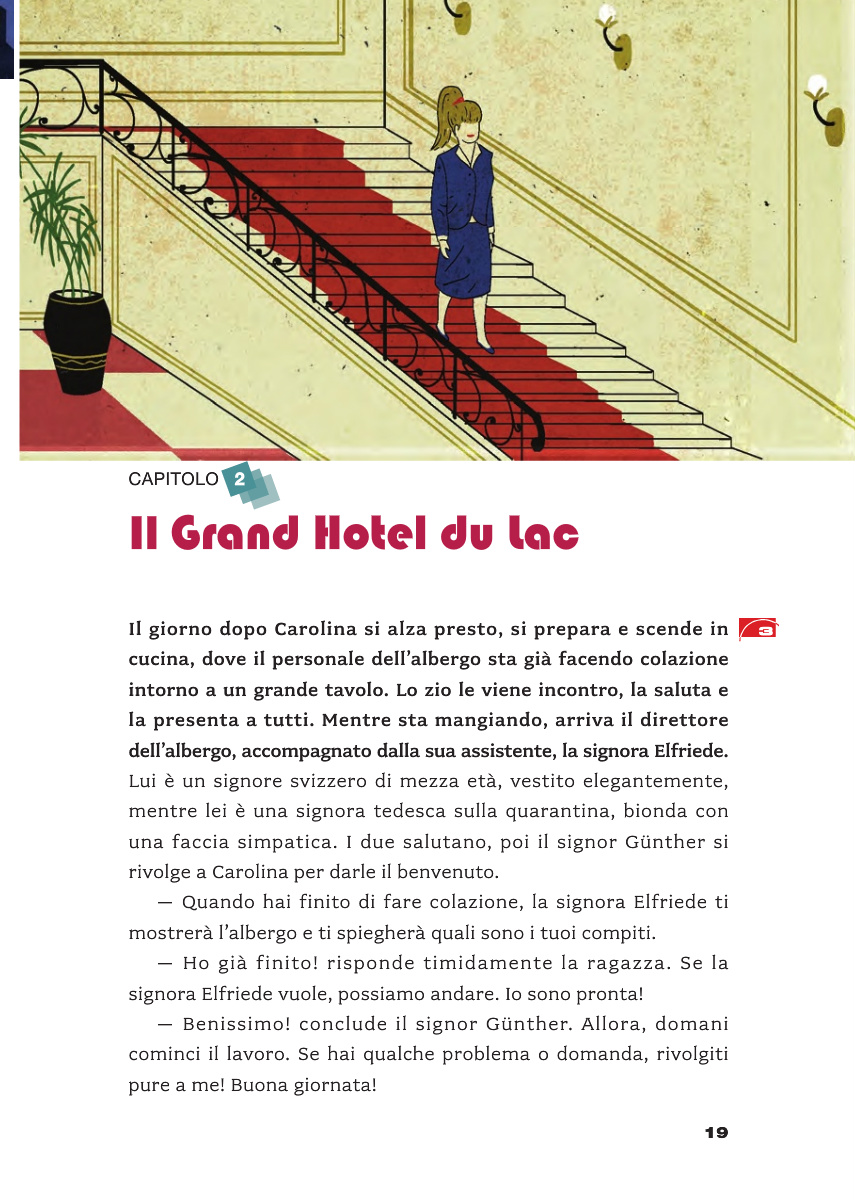 CAPITOLO 2
Il Grand Hotel du Lac
Il giorno dopo Carolina si alza presto, si prepara e scende in
3
cucina, dove il personale dell'albergo sta già facendo colazione
intorno a un grande tavolo. Lo zio le viene incontro, la saluta e
la presenta a tutti. Mentre sta mangiando, arriva il direttore
dell'albergo, accompagnato dalla sua assistente, la signora Elfriede.
Lui è un signore svizzero di mezza età, vestito elegantemente,
mentre lei è una signora tedesca sulla quarantina, bionda con
una faccia simpatica. I due salutano, poi il signor Günther si
rivolge a Carolina per darle il benvenuto.
— Quando hai finito di fare colazione, la signora Elfriede ti
mostrerà l'albergo e ti spiegherà quali sono i tuoi compiti.
— Ho già finito! risponde timidamente la ragazza. Se la
signora Elfriede vuole, possiamo andare. Io sono pronta!
— Benissimo! conclude il signor Günther. Allora, domani
cominci il lavoro. Se hai qualche problema o domanda, rivolgiti
pure a me! Buona giornata!
19